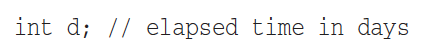 int d; // elapsed time in days